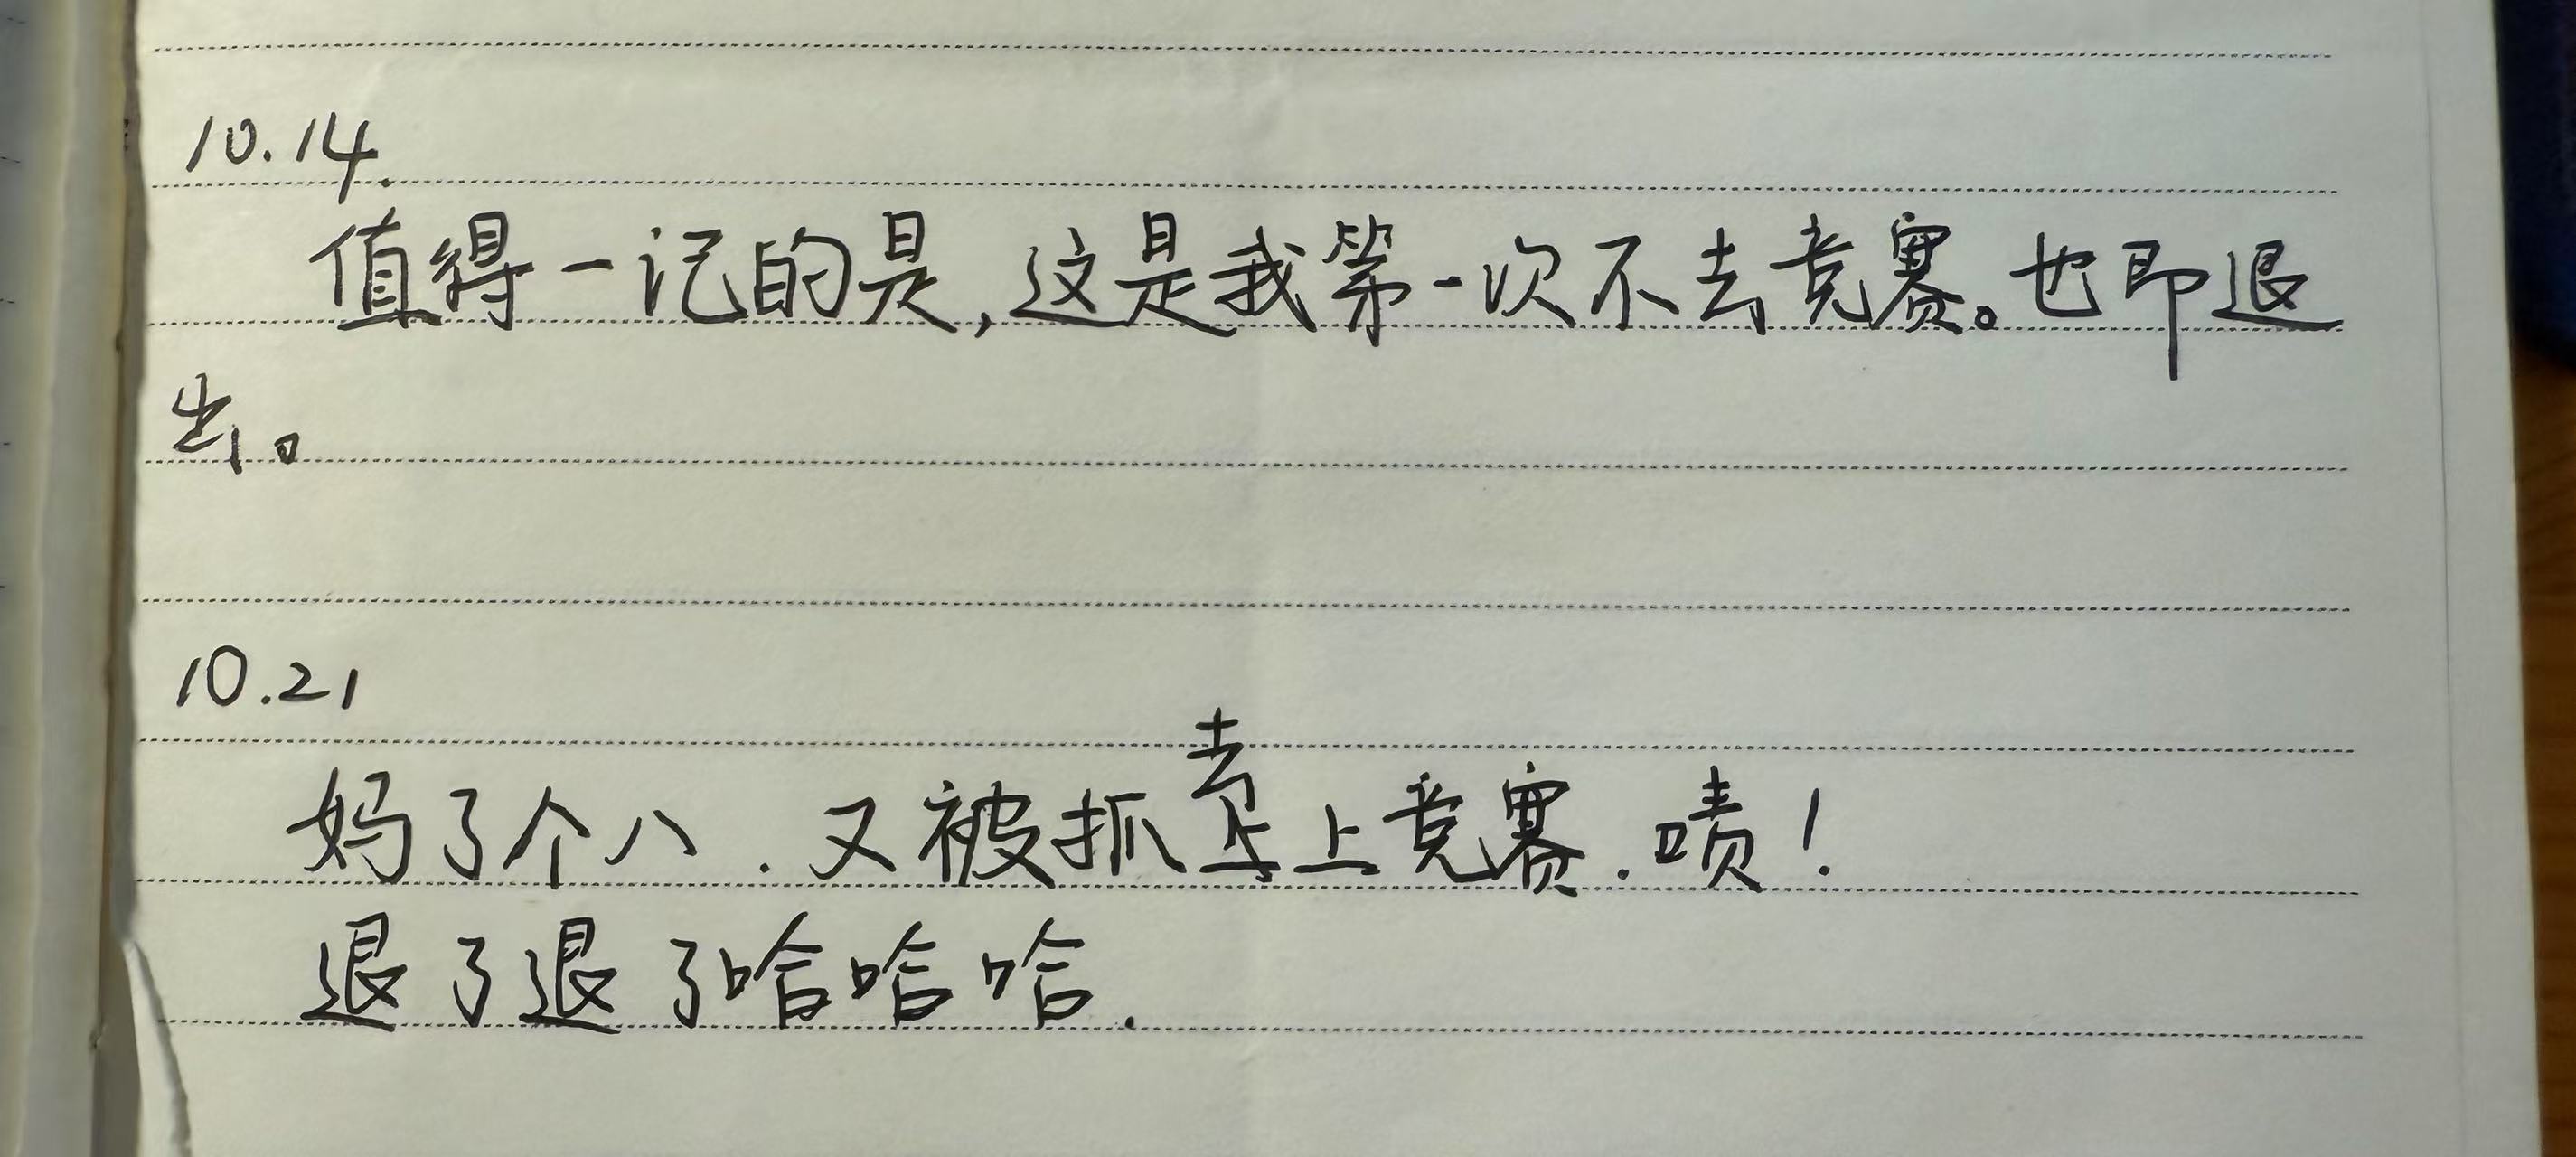 10.14.
值得一记的是,这是我第一次不去竞赛。也即退
出。
10.21
妈了个八.又被抓去上竞赛.啧!
退了退了哈哈哈.